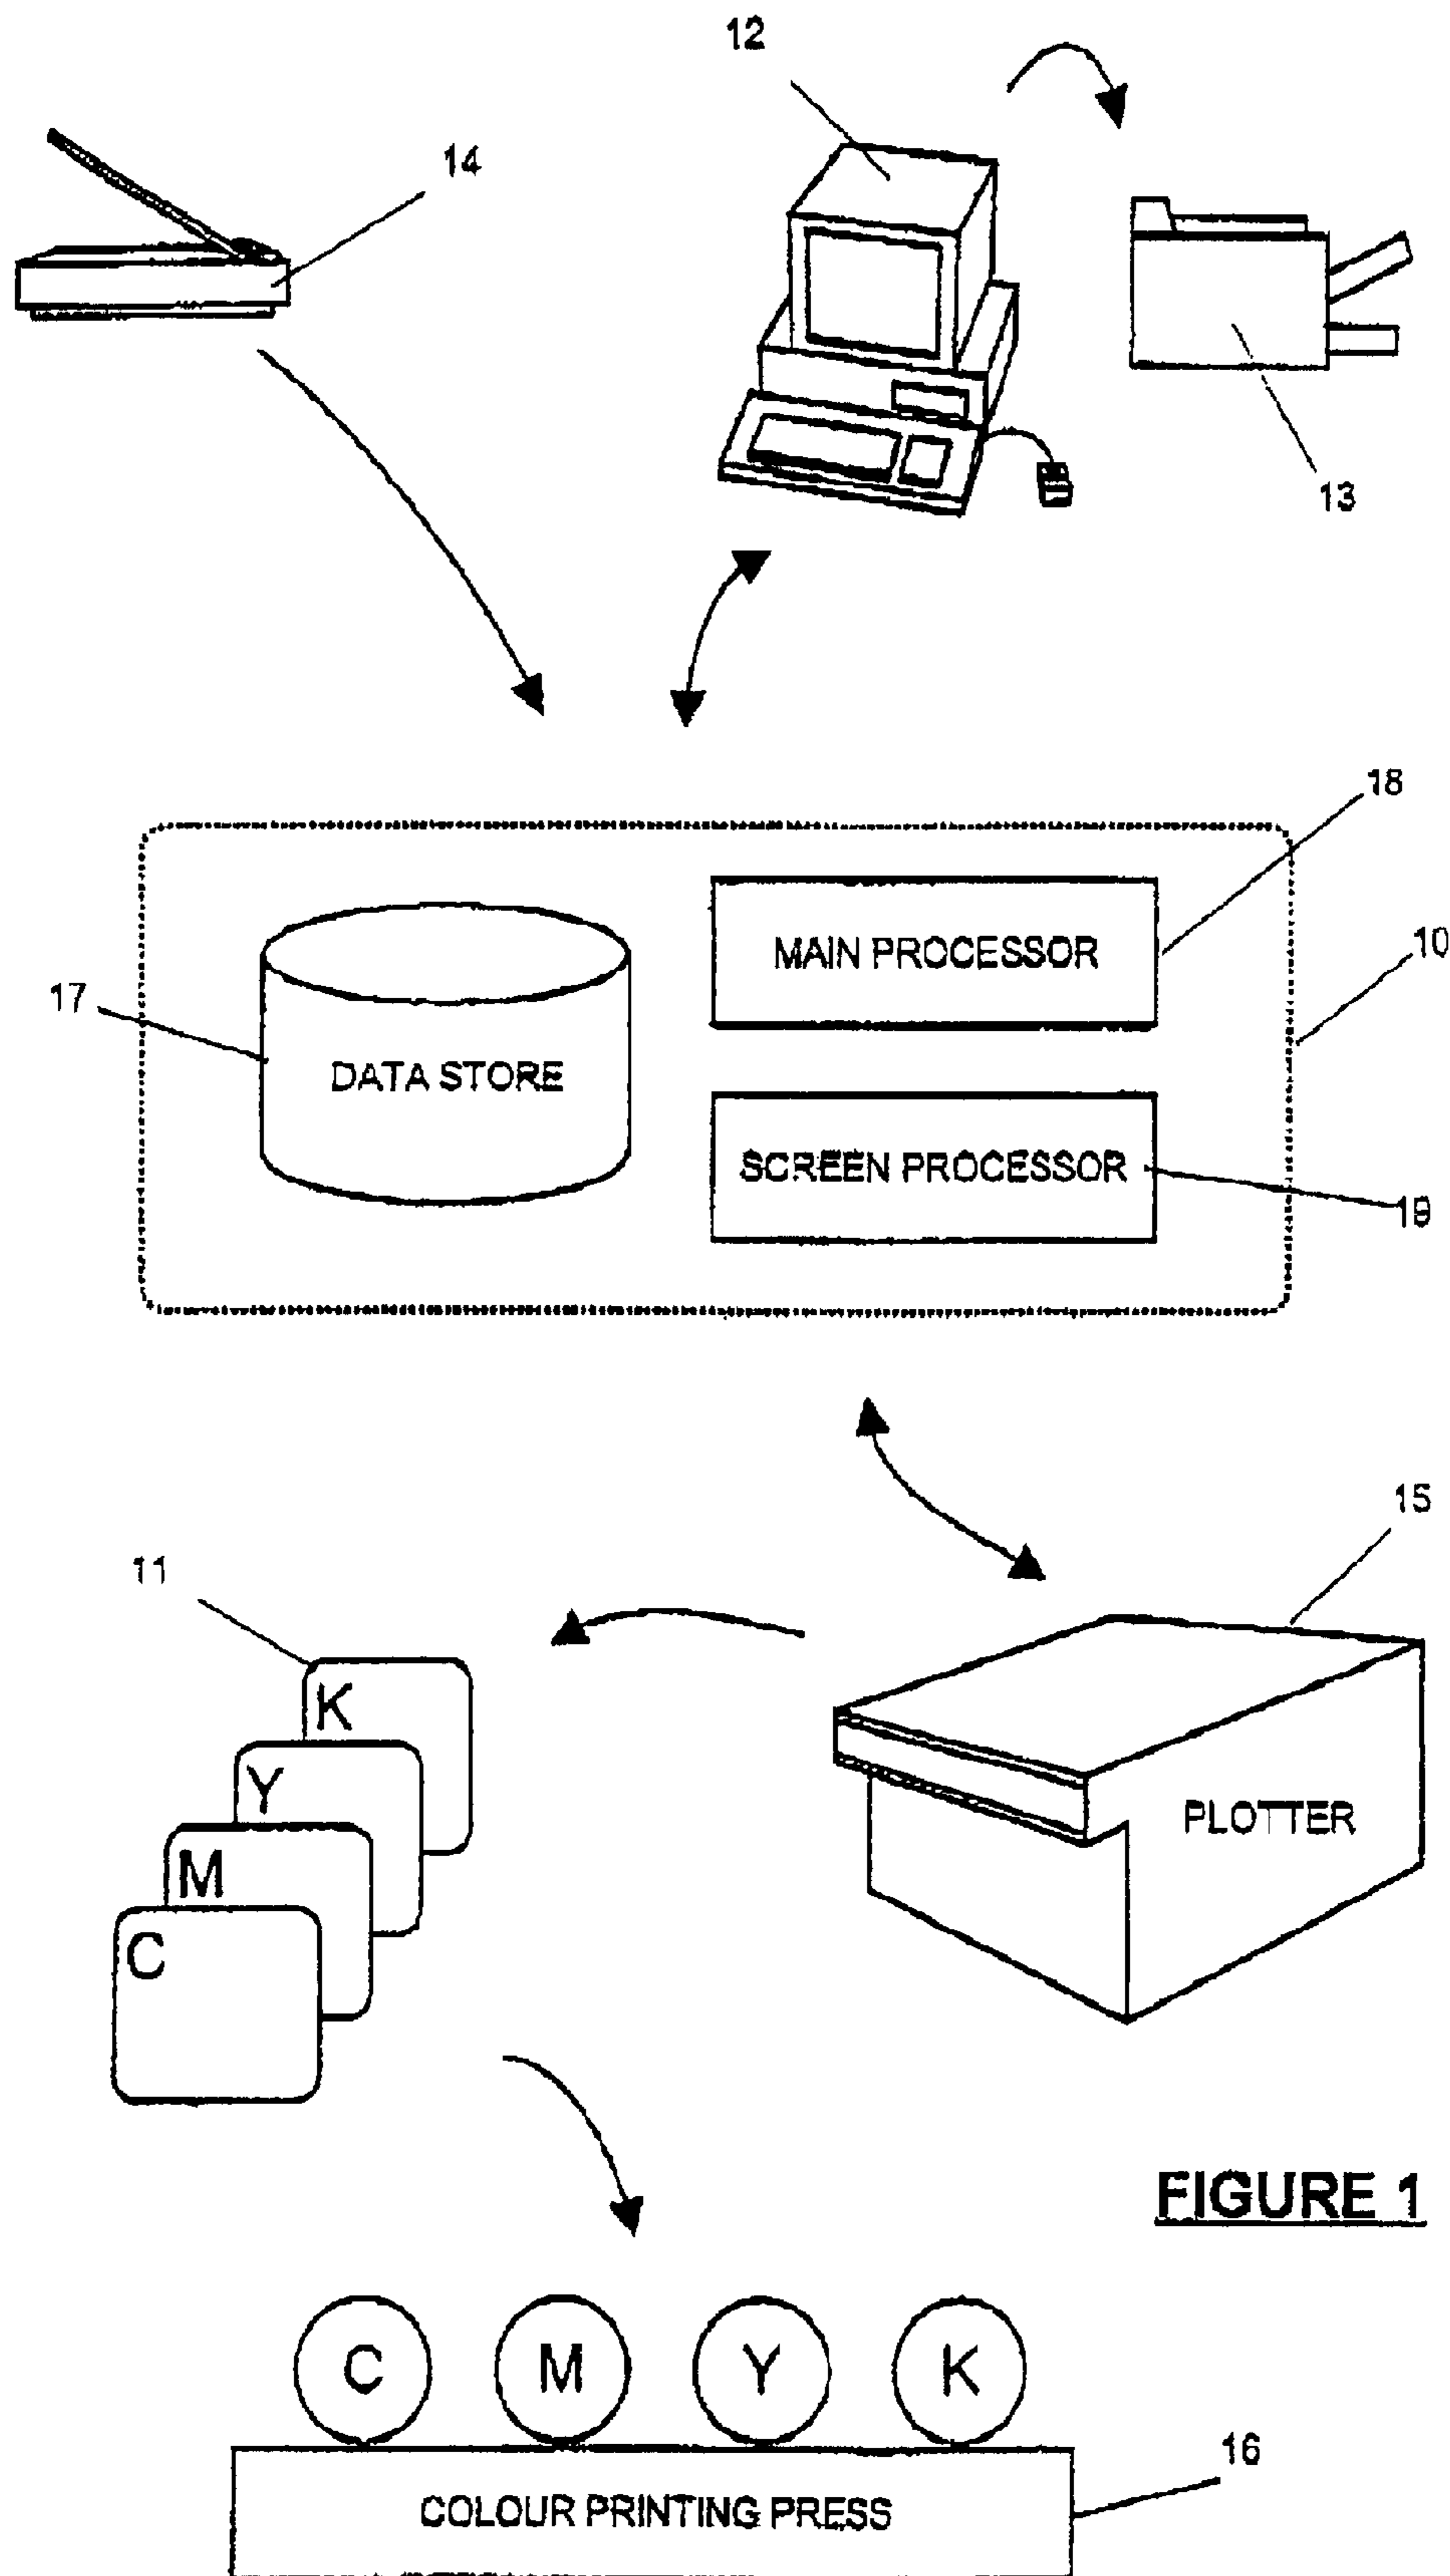 12
14
13
18
MAIN PROCESSOR
10
17
DATA STORE
SCREEN PROCESSOR
19
15
11
K
Y
PLOTTER
M
C
FIGURE 1
C M Y K
16
COLOUR PRINTING PRESS